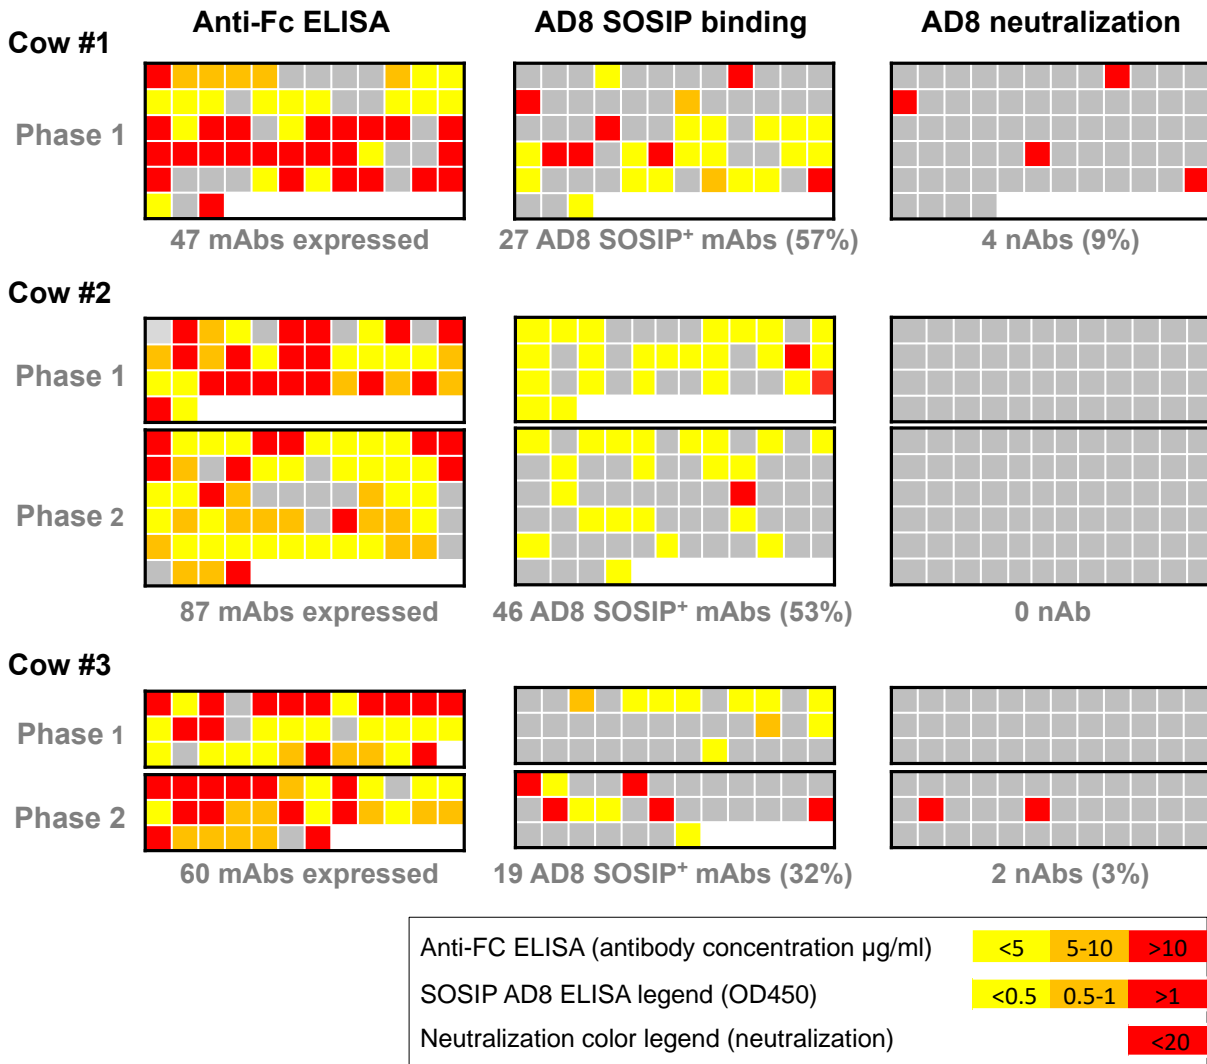 Anti-Fc ELISA AD8 SOSIP binding AD8 neutralization
Cow #1
Phase 1
47 mAbs expressed 27 AD8 SOSIP⁺ mAbs (57%) 4 nAbs (9%)
Cow #2
Phase 1
Phase 2
87 mAbs expressed 46 AD8 SOSIP⁺ mAbs (53%) 0 nAb
Cow #3
Phase 1
Phase 2
60 mAbs expressed 19 AD8 SOSIP⁺ mAbs (32%) 2 nAbs (3%)
Anti-FC ELISA (antibody concentration µg/ml) <5 5-10 >10
SOSIP AD8 ELISA legend (OD450) <0.5 0.5-1 >1
Neutralization color legend (neutralization) <20